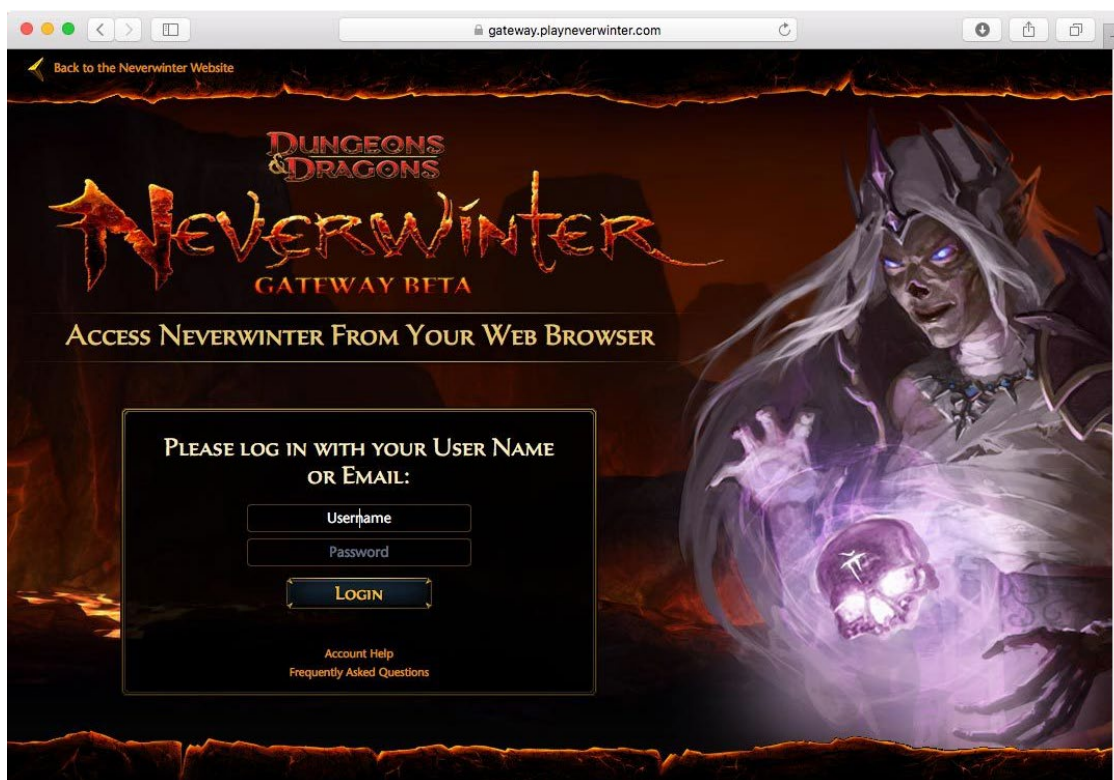 gateway.playneverwinter.com
Back to the Neverwinter Website
DUNGEONS
& DRAGONS
NEVERWINTER
GATEWAY BETA
ACCESS NEVERWINTER FROM YOUR WEB BROWSER
PLEASE LOG IN WITH YOUR USER NAME
OR EMAIL:
Username
Password
LOGIN
Account Help
Frequently Asked Questions